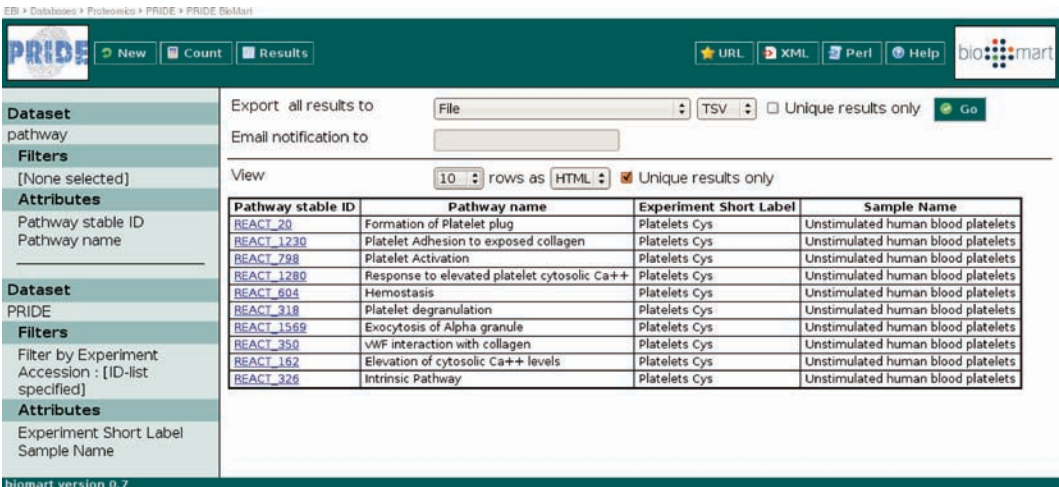 EBI > Databases > Proteomics > PRIDE > PRIDE BioMart
PRIDE New Count Results URL XML Perl Help bio mart
Dataset
pathway
Filters
[None selected]
Attributes
Pathway stable ID
Pathway name
Dataset
PRIDE
Filters
Filter by Experiment
Accession : [ID-list
specified]
Attributes
Experiment Short Label
Sample Name
Export all results to File TSV Unique results only Go
Email notification to
View 10 rows as HTML Unique results only
Pathway stable ID Pathway name Experiment Short Label Sample Name
REACT_20 Formation of Platelet plug Platelets Cys Unstimulated human blood platelets
REACT_1230 Platelet Adhesion to exposed collagen Platelets Cys Unstimulated human blood platelets
REACT_798 Platelet Activation Platelets Cys Unstimulated human blood platelets
REACT_1280 Response to elevated platelet cytosolic Ca++ Platelets Cys Unstimulated human blood platelets
REACT_604 Hemostasis Platelets Cys Unstimulated human blood platelets
REACT_318 Platelet degranulation Platelets Cys Unstimulated human blood platelets
REACT_1569 Exocytosis of Alpha granule Platelets Cys Unstimulated human blood platelets
REACT_350 vWF interaction with collagen Platelets Cys Unstimulated human blood platelets
REACT_162 Elevation of cytosolic Ca++ levels Platelets Cys Unstimulated human blood platelets
REACT_326 Intrinsic Pathway Platelets Cys Unstimulated human blood platelets
biomart version 0.7